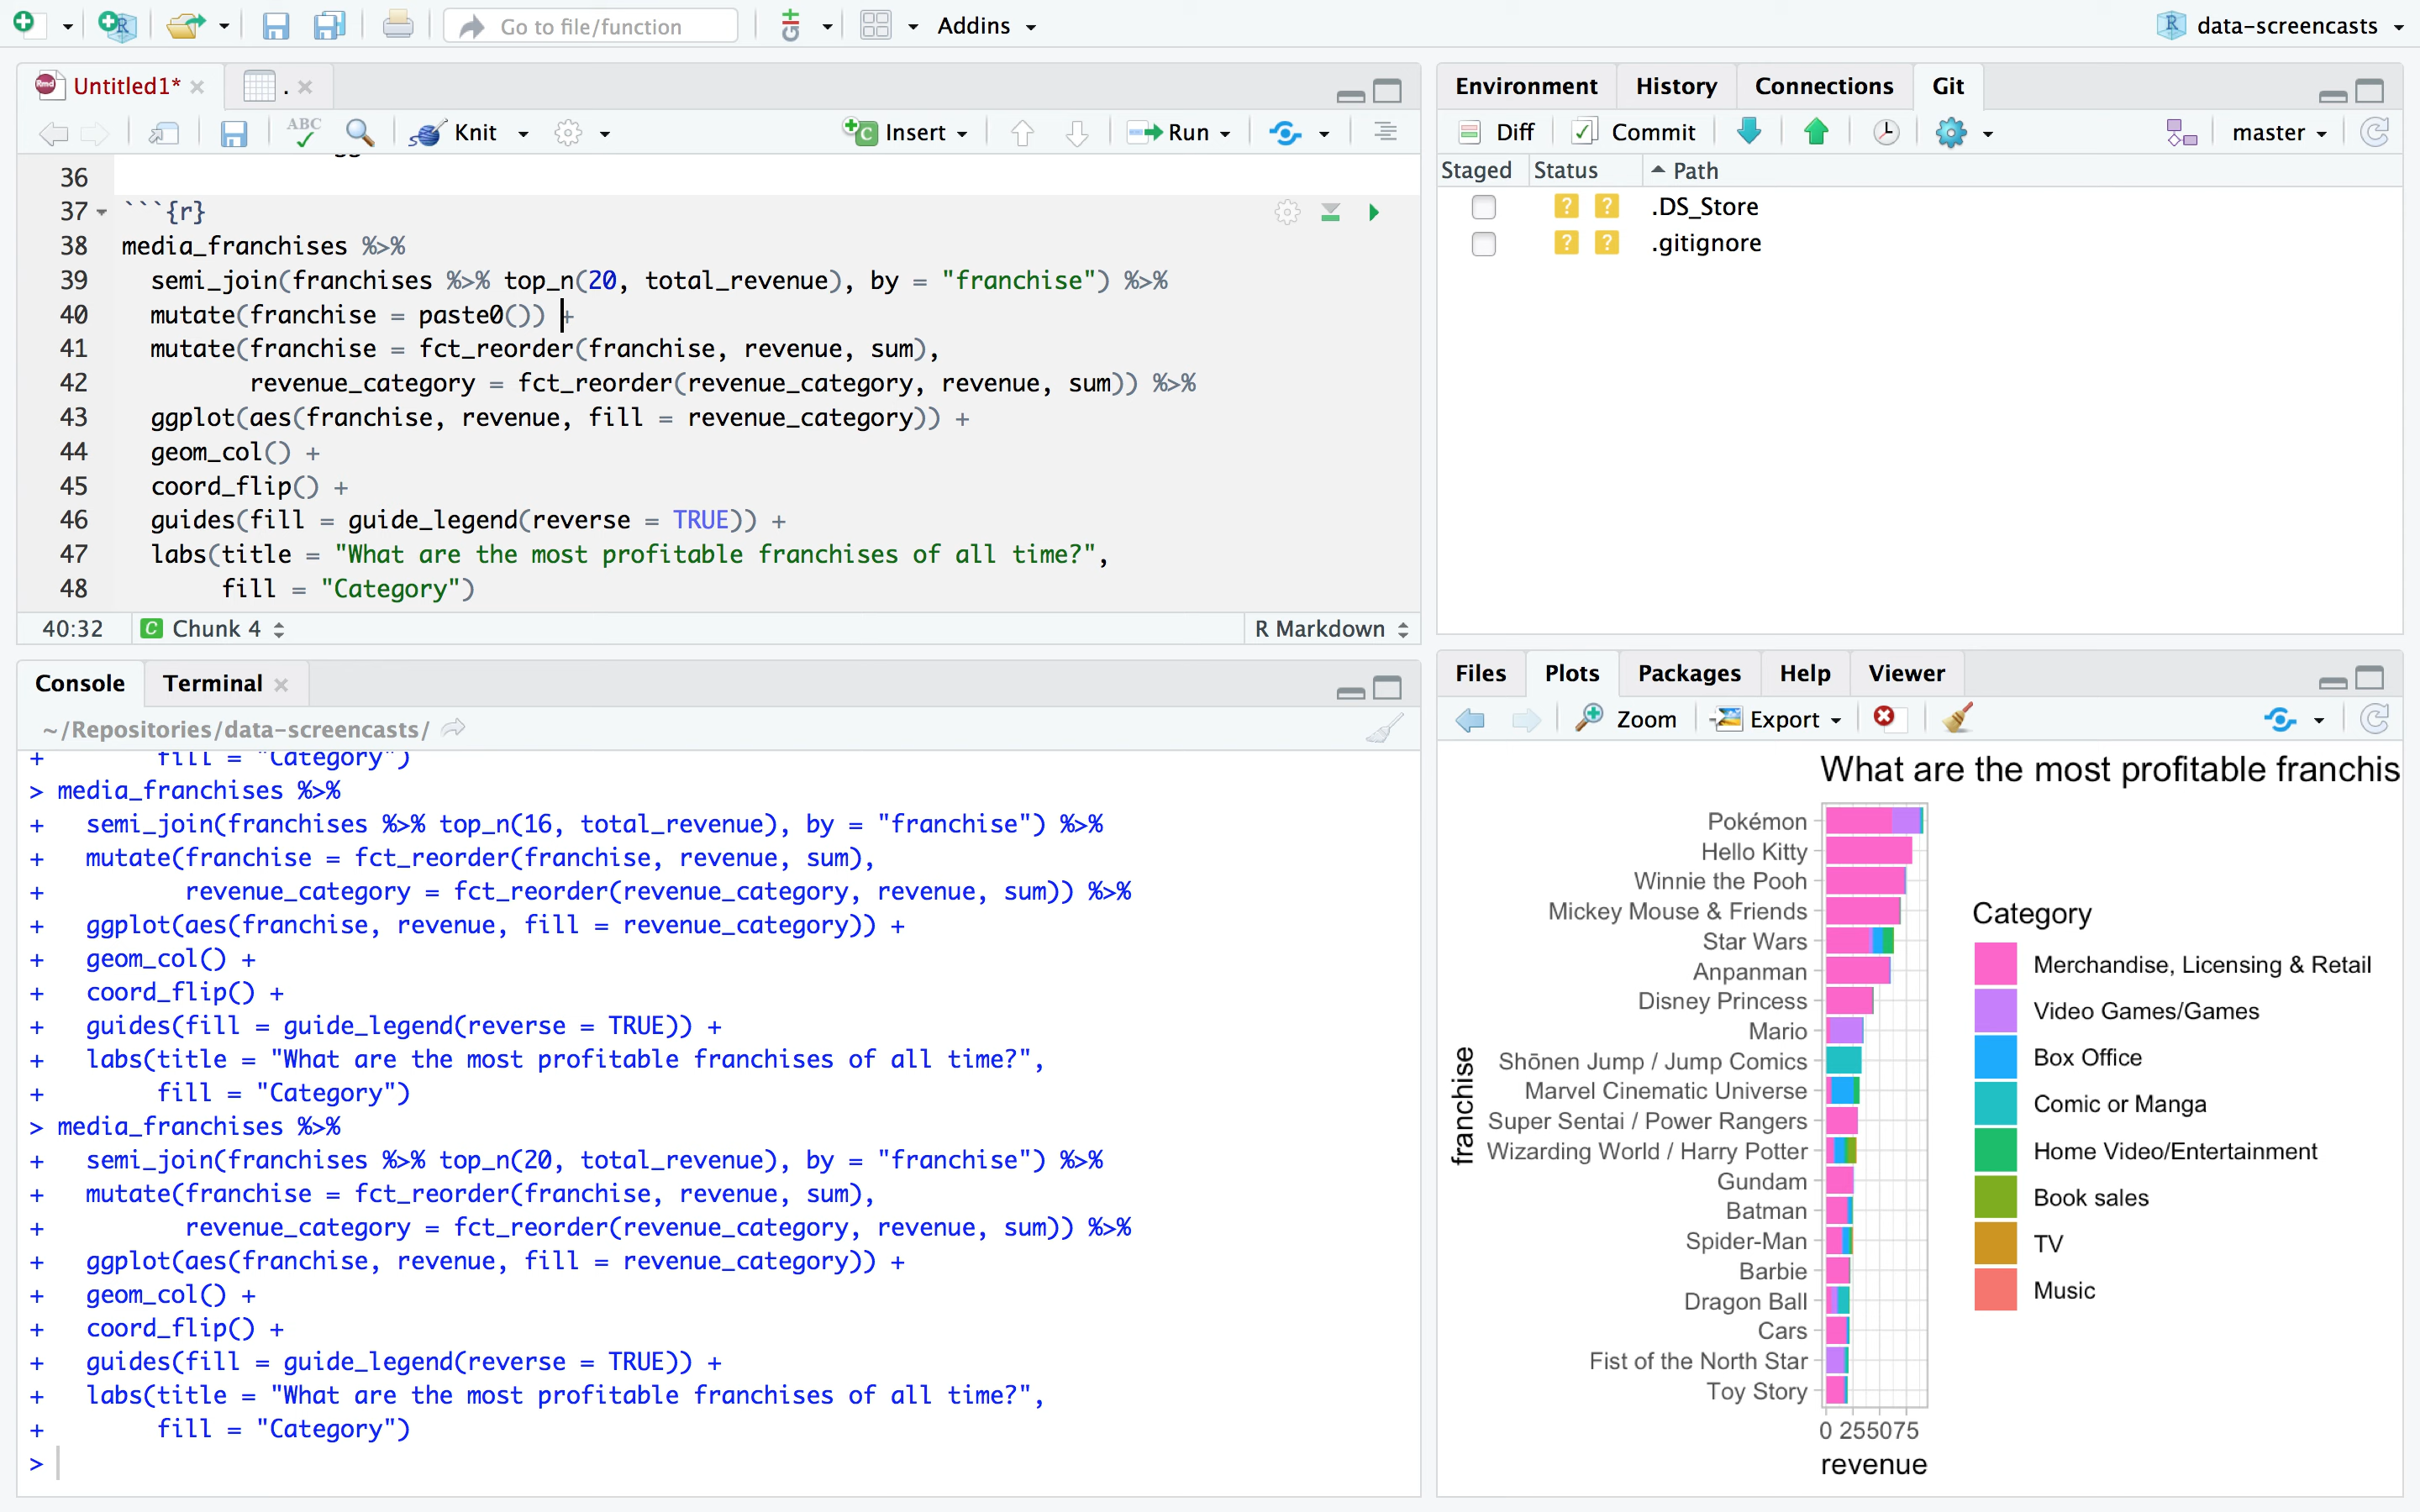 Go to file/function
Addins
data-screencasts
Untitled1*
.
Knit
Insert
Run
36
37 ```{r}
38 media_franchises %>%
39 semi_join(franchises %>% top_n(20, total_revenue), by = "franchise") %>%
40 mutate(franchise = paste0()) +
41 mutate(franchise = fct_reorder(franchise, revenue, sum),
42 revenue_category = fct_reorder(revenue_category, revenue, sum)) %>%
43 ggplot(aes(franchise, revenue, fill = revenue_category)) +
44 geom_col() +
45 coord_flip() +
46 guides(fill = guide_legend(reverse = TRUE)) +
47 labs(title = "What are the most profitable franchises of all time?",
48 fill = "Category")
40:32 C Chunk 4 R Markdown
Console Terminal
~/Repositories/data-screencasts/
+ fill = "Category")
> media_franchises %>%
+ semi_join(franchises %>% top_n(16, total_revenue), by = "franchise") %>%
+ mutate(franchise = fct_reorder(franchise, revenue, sum),
+ revenue_category = fct_reorder(revenue_category, revenue, sum)) %>%
+ ggplot(aes(franchise, revenue, fill = revenue_category)) +
+ geom_col() +
+ coord_flip() +
+ guides(fill = guide_legend(reverse = TRUE)) +
+ labs(title = "What are the most profitable franchises of all time?",
+ fill = "Category")
> media_franchises %>%
+ semi_join(franchises %>% top_n(20, total_revenue), by = "franchise") %>%
+ mutate(franchise = fct_reorder(franchise, revenue, sum),
+ revenue_category = fct_reorder(revenue_category, revenue, sum)) %>%
+ ggplot(aes(franchise, revenue, fill = revenue_category)) +
+ geom_col() +
+ coord_flip() +
+ guides(fill = guide_legend(reverse = TRUE)) +
+ labs(title = "What are the most profitable franchises of all time?",
+ fill = "Category")
>
Environment History Connections Git
Diff Commit master
Staged Status Path
? ? .DS_Store
? ? .gitignore
Files Plots Packages Help Viewer
Zoom Export
What are the most profitable franchis
Pokémon
Hello Kitty
Winnie the Pooh
Mickey Mouse & Friends
Star Wars
Anpanman
Disney Princess
Mario
Shōnen Jump / Jump Comics
Marvel Cinematic Universe
Super Sentai / Power Rangers
Wizarding World / Harry Potter
Gundam
Batman
Spider-Man
Barbie
Dragon Ball
Cars
Fist of the North Star
Toy Story
franchise
0 255075
revenue
Category
Merchandise, Licensing & Retail
Video Games/Games
Box Office
Comic or Manga
Home Video/Entertainment
Book sales
TV
Music